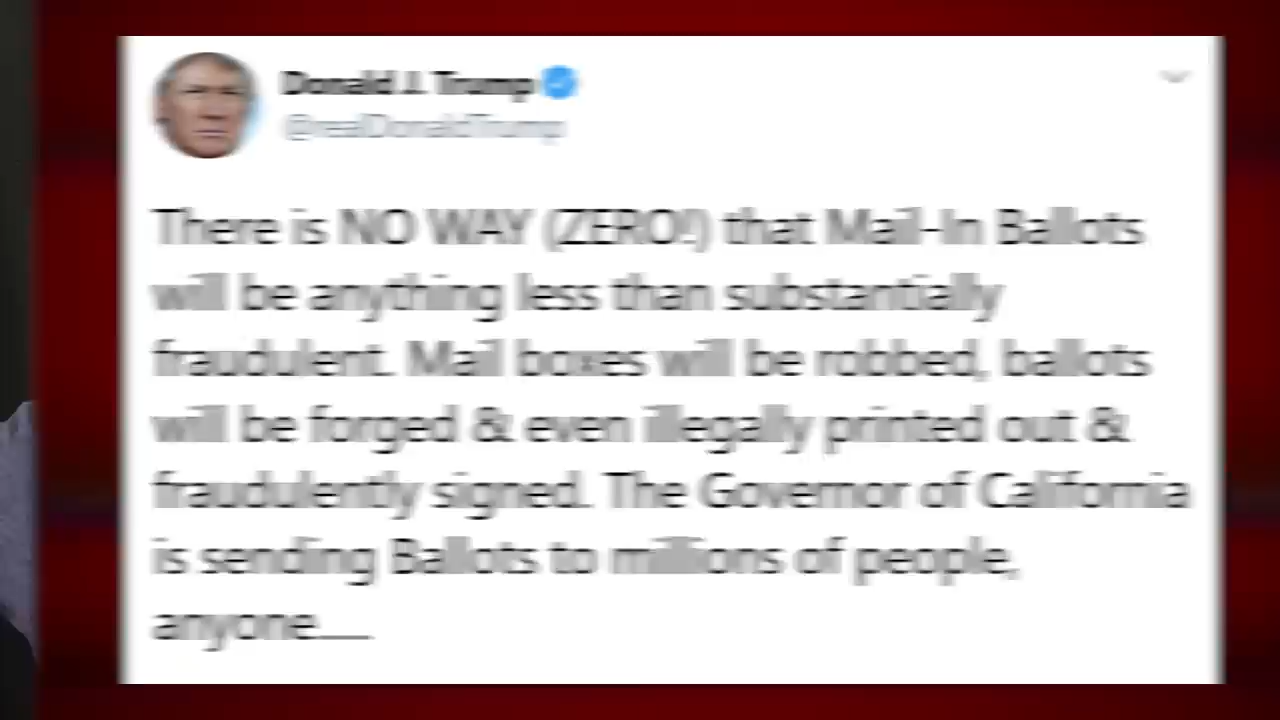 Donald J. Trump
@realDonaldTrump
There is NO WAY (ZERO!) that Mail-In Ballots
will be anything less than substantially
fraudulent. Mail boxes will be robbed, ballots
will be forged & even illegally printed out &
fraudulently signed. The Governor of California
is sending Ballots to millions of people,
anyone.....